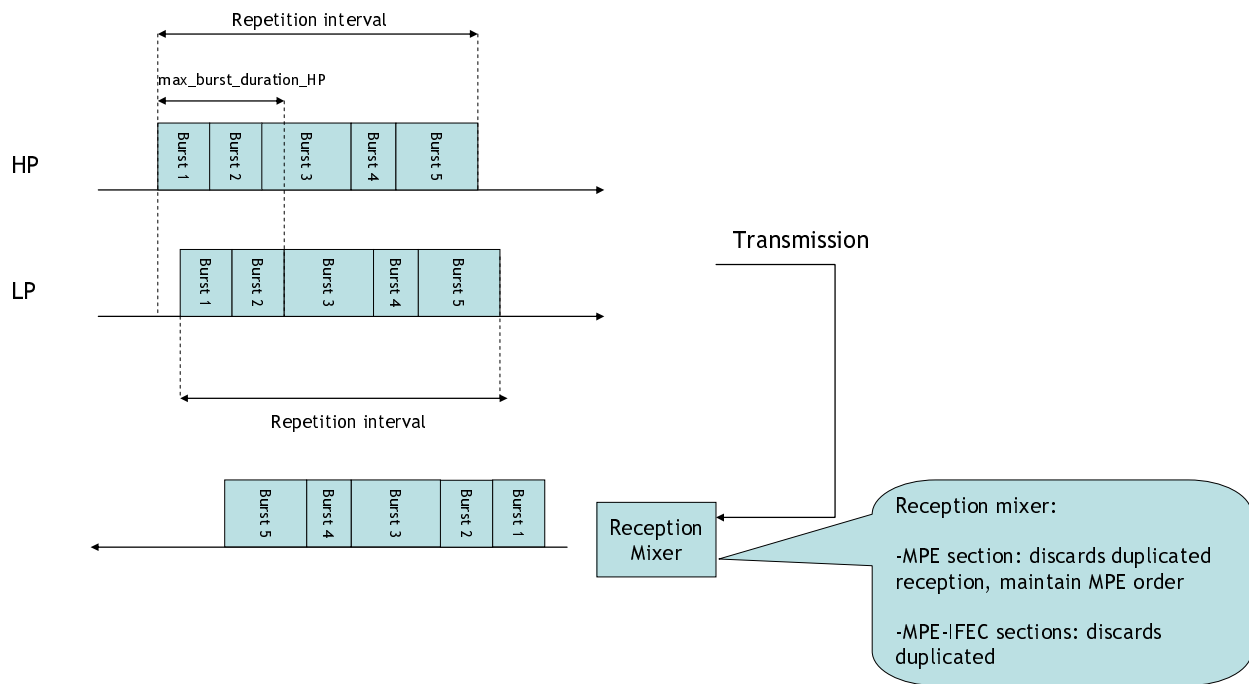 Repetition interval
max_burst_duration_HP
HP
Burst 1
Burst 2
Burst 3
Burst 4
Burst 5
LP
Burst 1
Burst 2
Burst 3
Burst 4
Burst 5
Repetition interval
Transmission
Burst 5
Burst 4
Burst 3
Burst 2
Burst 1
Reception
Mixer
Reception mixer:
-MPE section: discards duplicated
reception, maintain MPE order
-MPE-IFEC sections: discards
duplicated